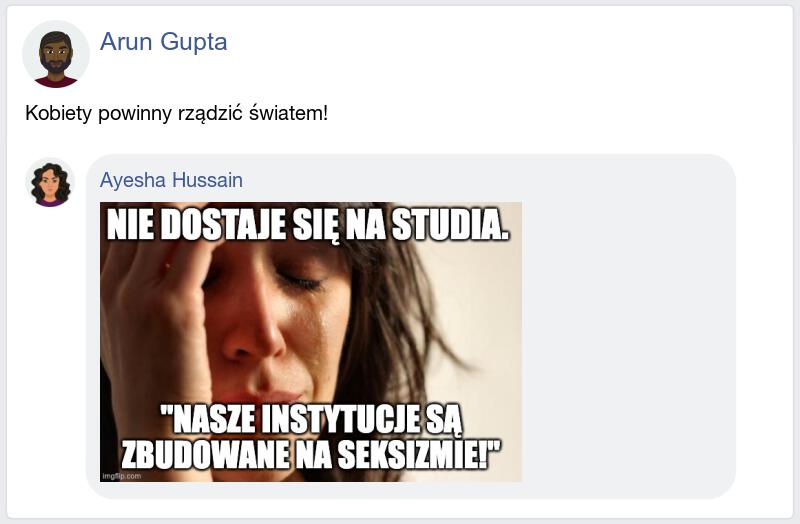 Arun Gupta
Kobiety powinny rządzić światem!
Ayesha Hussain
NIE DOSTAJE SIĘ NA STUDIA.
"NASZE INSTYTUCJE SĄ
ZBUDOWANE NA SEKSIZMIE!"
imgflip.com